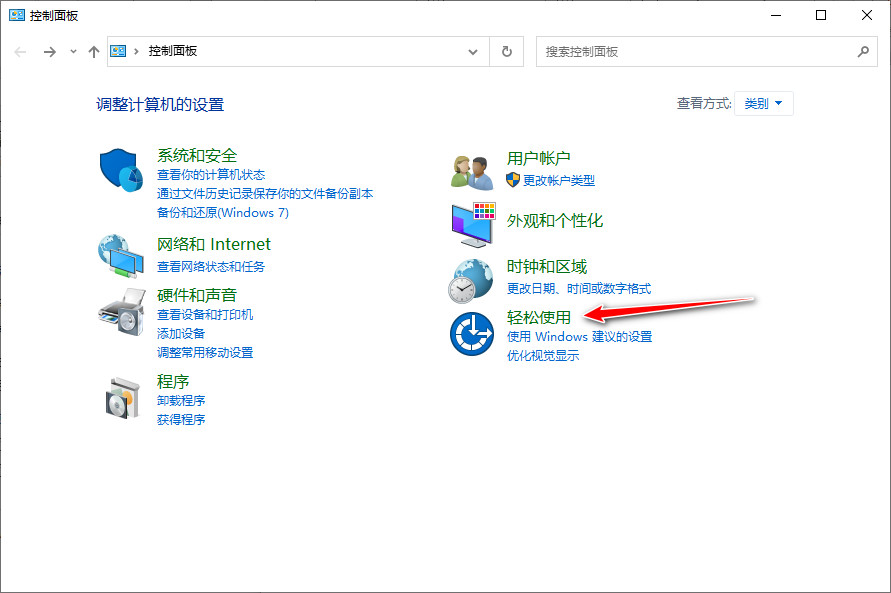 控制面板
控制面板
搜索控制面板
调整计算机的设置
查看方式: 类别
系统和安全
查看你的计算机状态
通过文件历史记录保存你的文件备份副本
备份和还原(Windows 7)
网络和 Internet
查看网络状态和任务
硬件和声音
查看设备和打印机
添加设备
调整常用移动设置
程序
卸载程序
获得程序
用户帐户
更改帐户类型
外观和个性化
时钟和区域
更改日期、时间或数字格式
轻松使用
使用 Windows 建议的设置
优化视觉显示